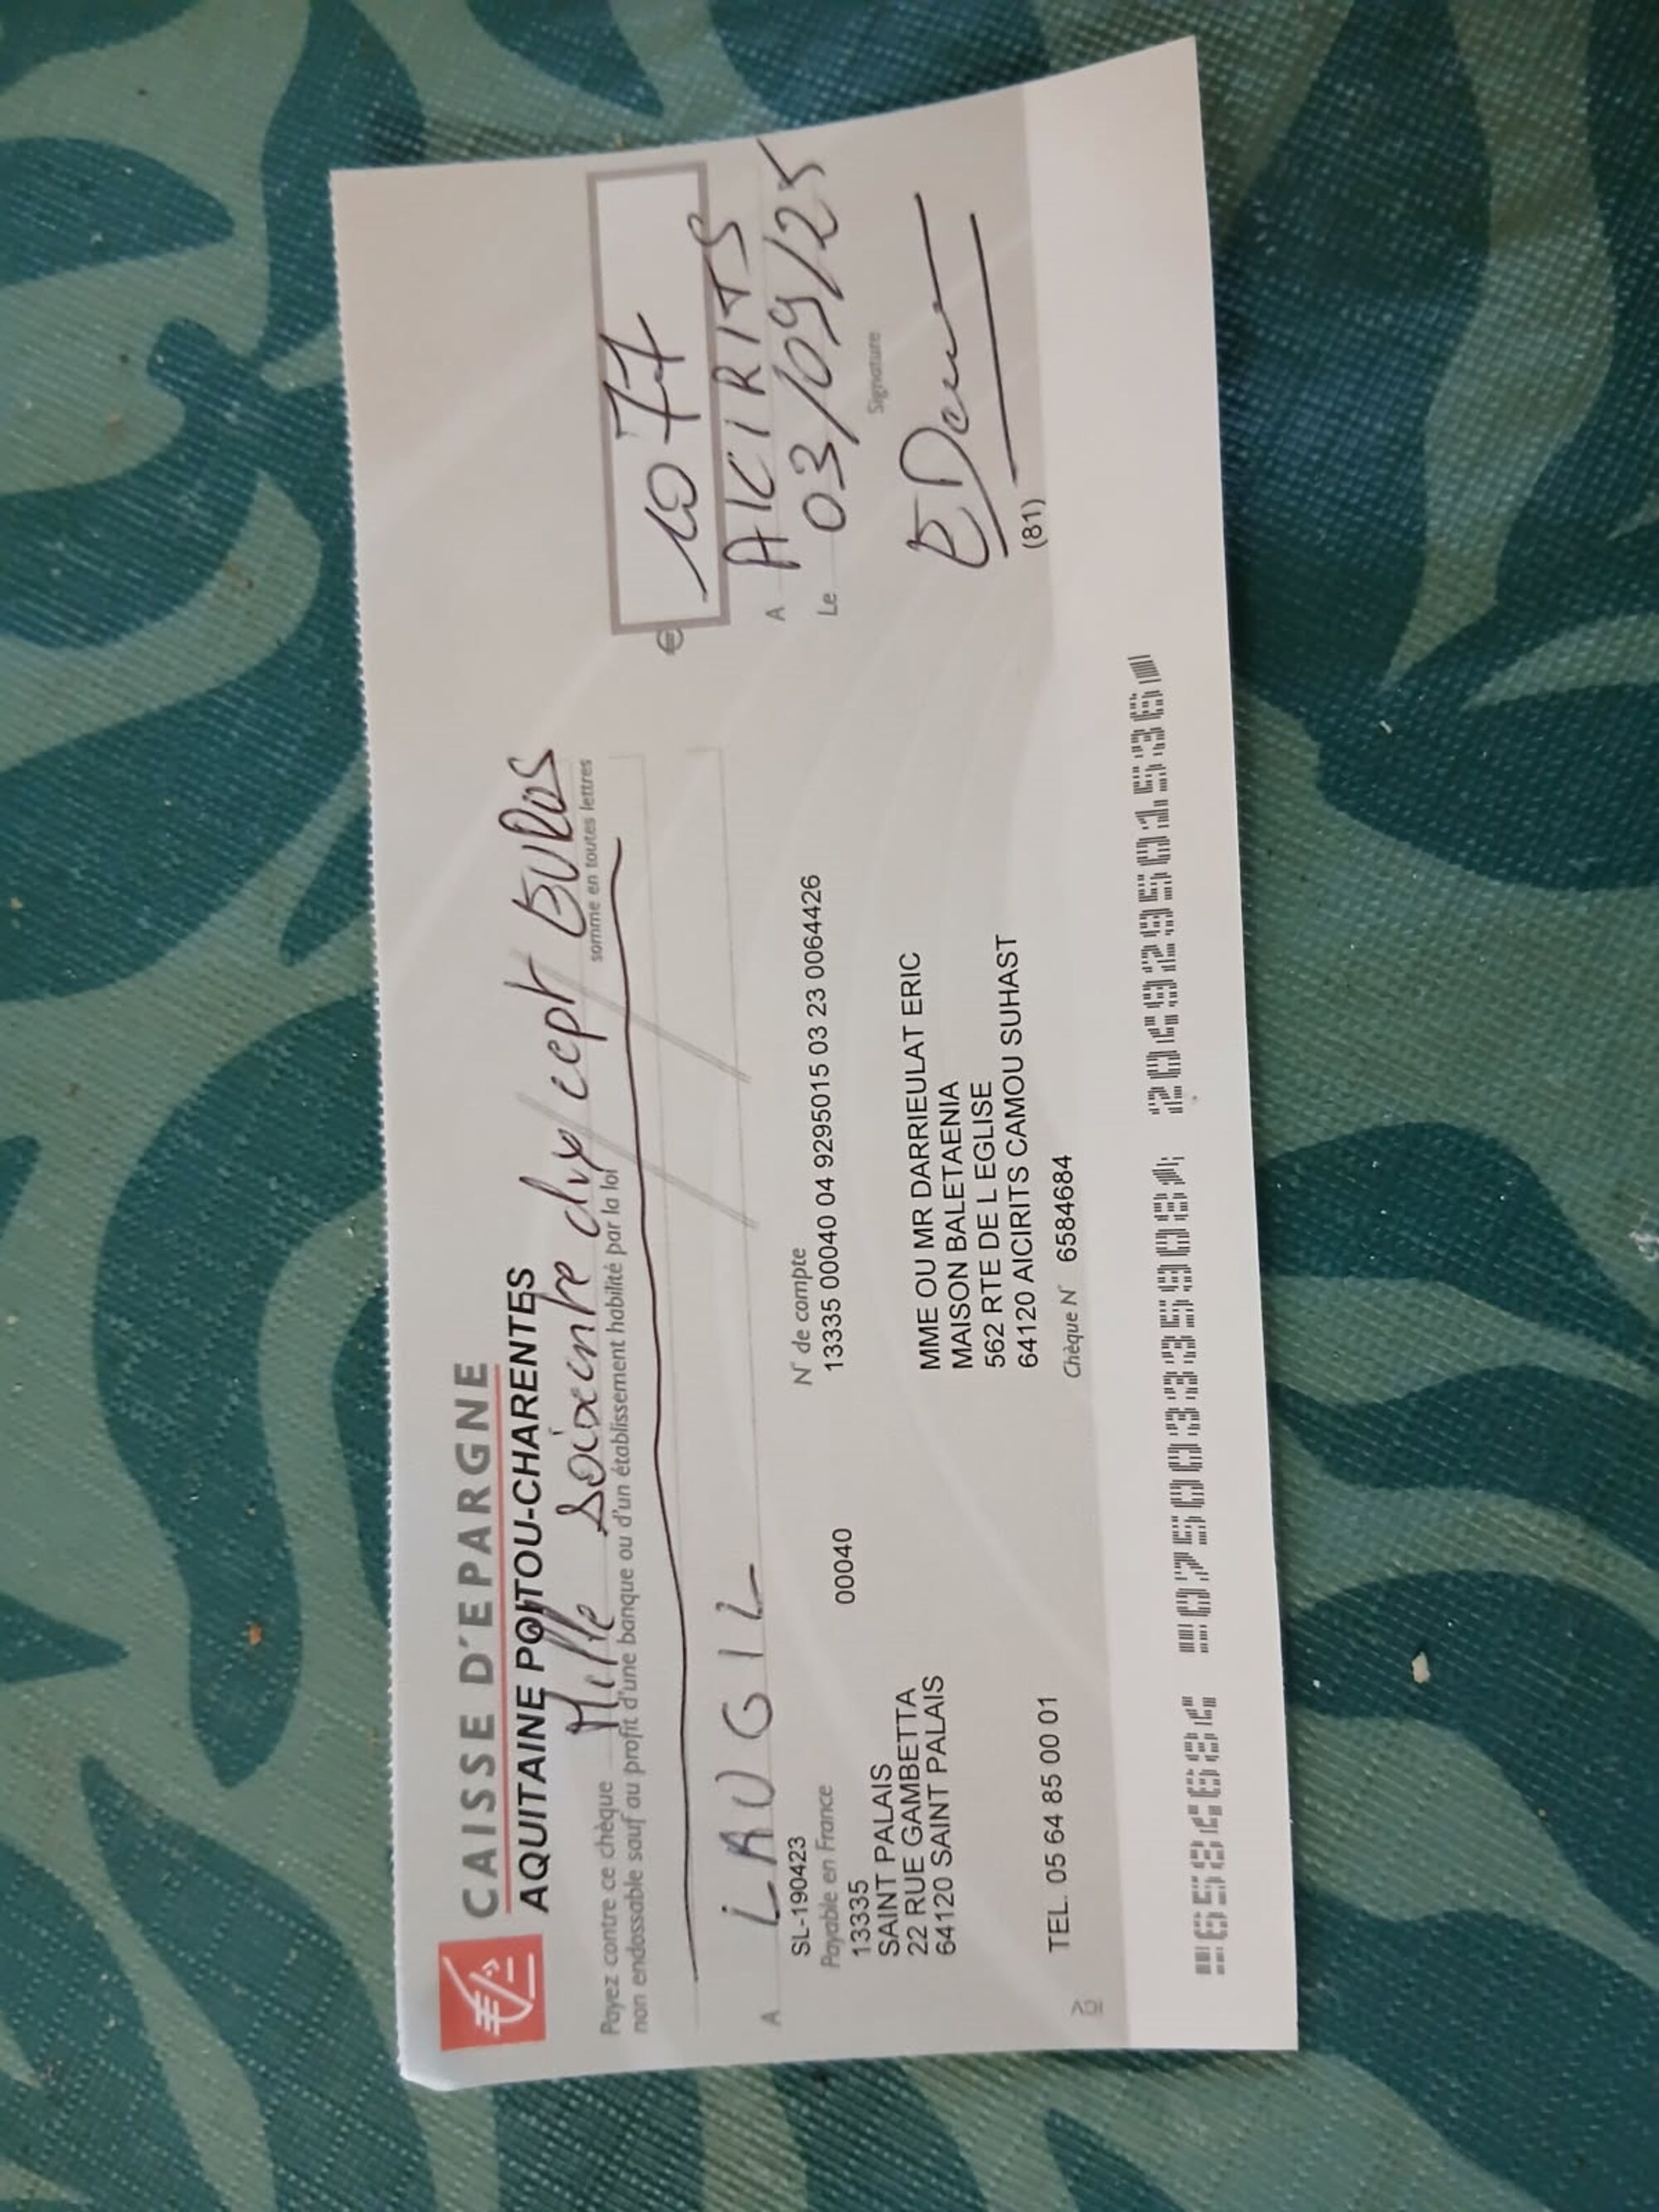 CAISSE D'EPARGNE
AQUITAINE POITOU-CHARENTES
Payez contre ce chèque Mille soixante dix sept EUROS
non endossable sauf au profit d'une banque ou d'un établissement habilité par la loi
somme en toutes lettres
€ 1077
A LAUGIL
A AICIRITS
Le 03/09/25
SL-190423
Payable en France
13335
00040
SAINT PALAIS
22 RUE GAMBETTA
64120 SAINT PALAIS
TEL. 05 64 85 00 01
N° de compte
13335 00040 04 9295015 03 23 0064426
MME OU MR DARRIEULAT ERIC
MAISON BALETAENIA
562 RTE DE L EGLISE
64120 AICIRITS CAMOU SUHAST
Chèque N° 6584684
Signature
(81)